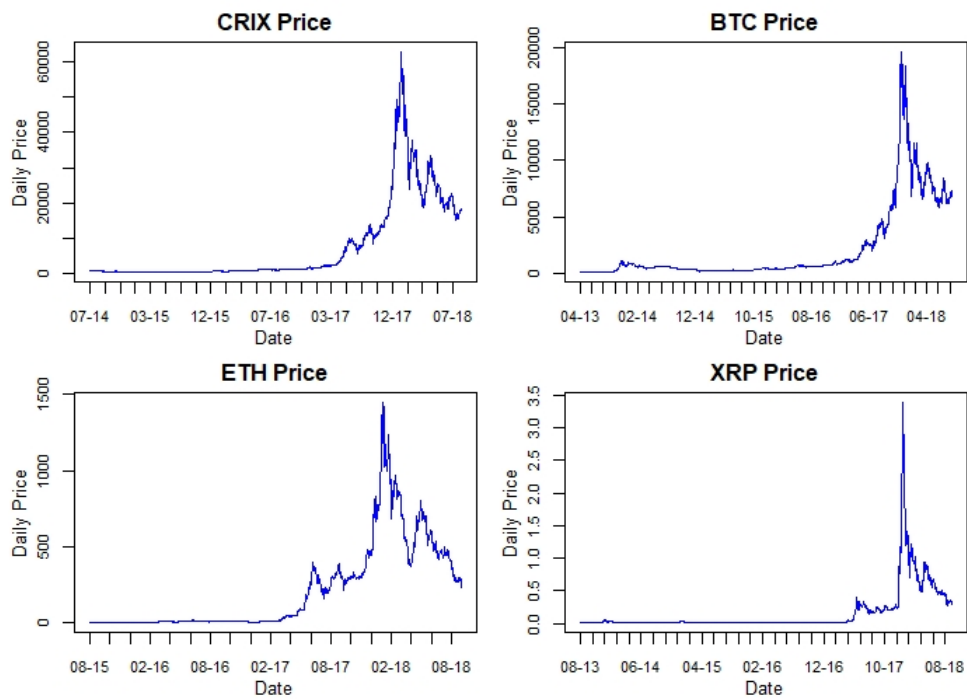 CRIX Price
Daily Price
60000
40000
20000
0
07-14 03-15 12-15 07-16 03-17 12-17 07-18
Date
BTC Price
Daily Price
20000
15000
10000
5000
0
04-13 02-14 12-14 10-15 08-16 06-17 04-18
Date
ETH Price
Daily Price
1500
1000
500
0
08-15 02-16 08-16 02-17 08-17 02-18 08-18
Date
XRP Price
Daily Price
3.5
3.0
2.5
2.0
1.5
1.0
0.5
0.0
08-13 06-14 04-15 02-16 12-16 10-17 08-18
Date